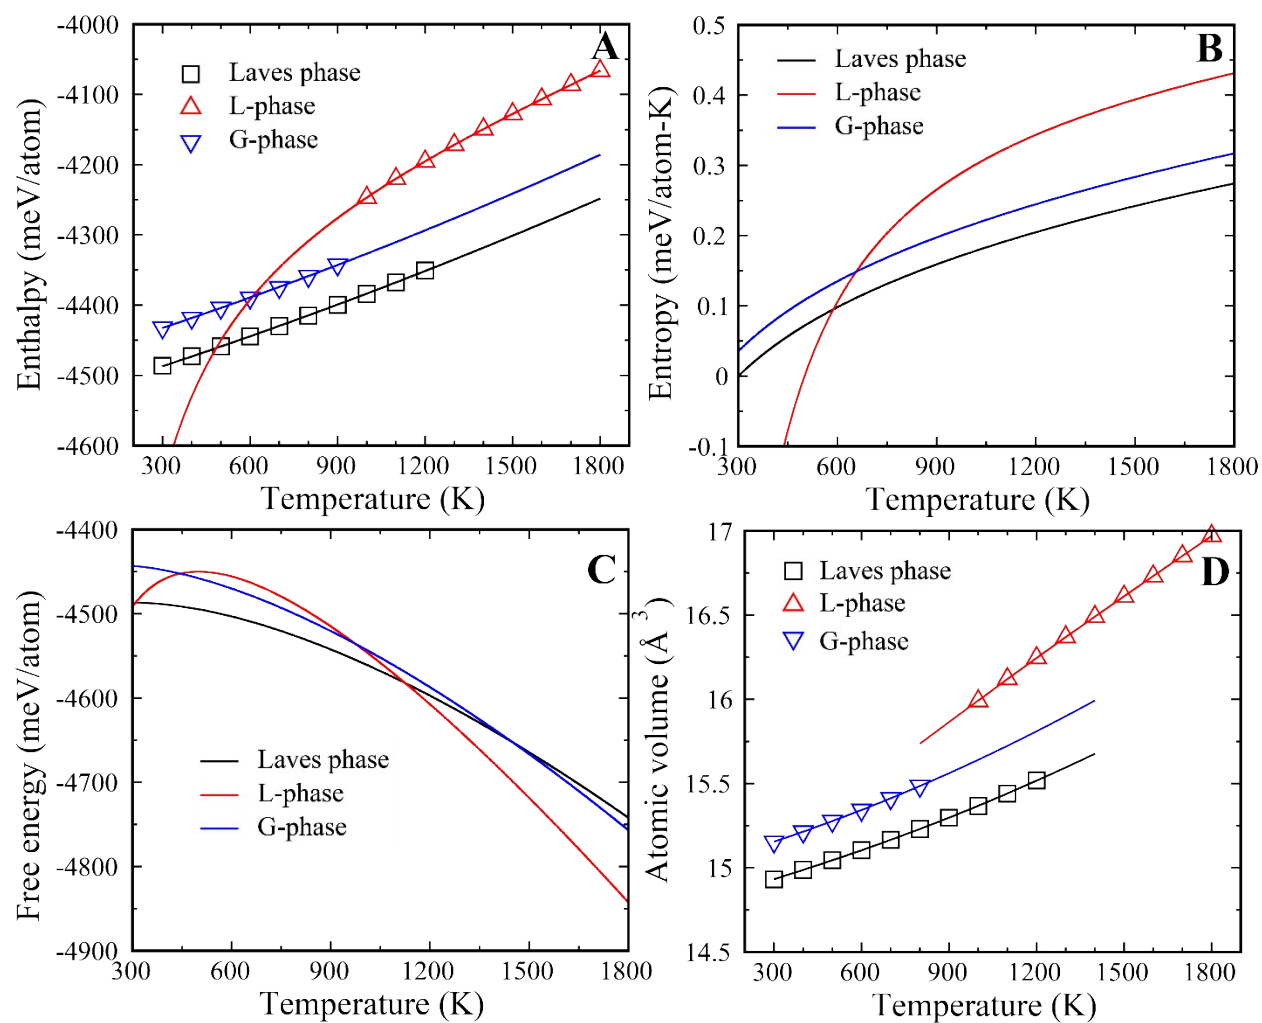 A
Enthalpy (meV/atom)
-4000
-4100
-4200
-4300
-4400
-4500
-4600
Laves phase
L-phase
G-phase
300 600 900 1200 1500 1800
Temperature (K)
B
Entropy (meV/atom-K)
0.5
0.4
0.3
0.2
0.1
0
-0.1
Laves phase
L-phase
G-phase
300 600 900 1200 1500 1800
Temperature (K)
C
Free energy (meV/atom)
-4400
-4500
-4600
-4700
-4800
-4900
Laves phase
L-phase
G-phase
300 600 900 1200 1500 1800
Temperature (K)
D
Atomic volume (Å³)
17
16.5
16
15.5
15
14.5
Laves phase
L-phase
G-phase
300 600 900 1200 1500 1800
Temperature (K)